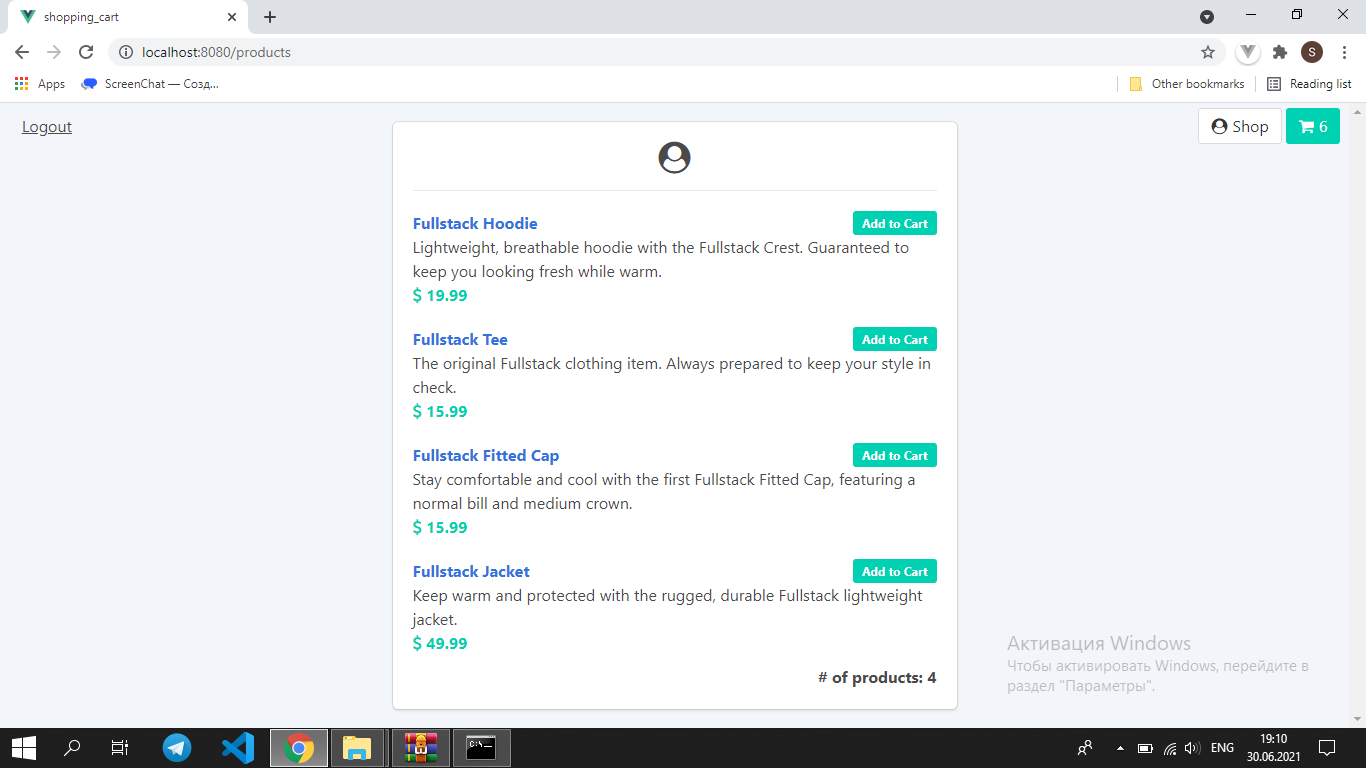 shopping_cart
localhost:8080/products
S
Apps
ScreenChat — Созд...
Other bookmarks
Reading list
Logout
Shop
6
Fullstack Hoodie
Add to Cart
Lightweight, breathable hoodie with the Fullstack Crest. Guaranteed to
keep you looking fresh while warm.
$ 19.99
Fullstack Tee
Add to Cart
The original Fullstack clothing item. Always prepared to keep your style in
check.
$ 15.99
Fullstack Fitted Cap
Add to Cart
Stay comfortable and cool with the first Fullstack Fitted Cap, featuring a
normal bill and medium crown.
$ 15.99
Fullstack Jacket
Add to Cart
Keep warm and protected with the rugged, durable Fullstack lightweight
jacket.
$ 49.99
# of products: 4
Активация Windows
Чтобы активировать Windows, перейдите в
раздел "Параметры".
C:\_
ENG
19:10
30.06.2021